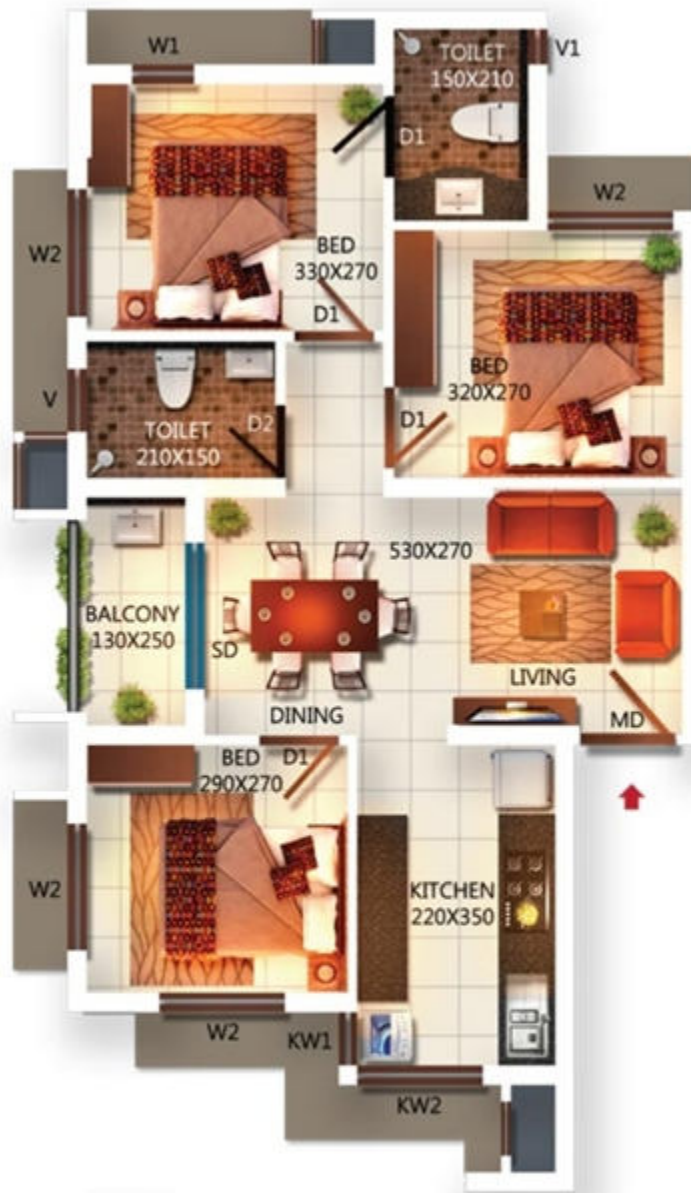 W1
TOILET
150X210
V1
D1
W2
W2
BED
330X270
D1
BED
320X270
D1
V
TOILET
210X150
D2
530X270
BALCONY
130X250
SD
LIVING
DINING
MD
BED
290X270
D1
W2
KITCHEN
220X350
W2
KW1
KW2